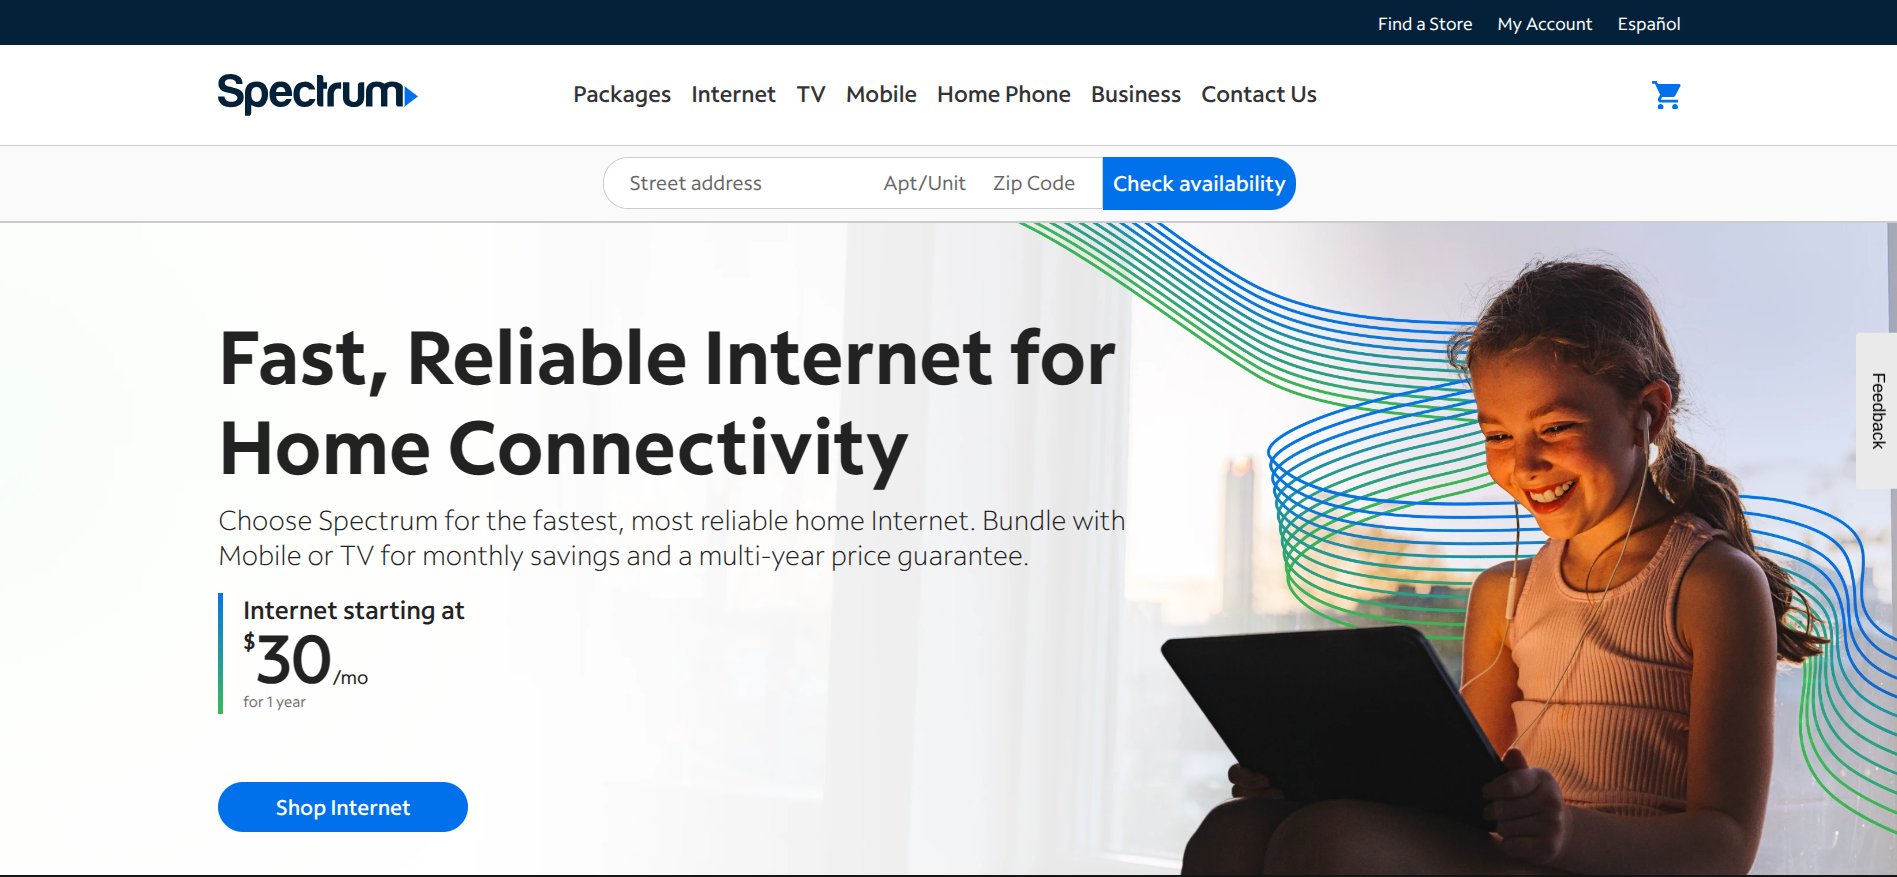 Find a Store My Account Español
Spectrum
Packages Internet TV Mobile Home Phone Business Contact Us
Street address Apt/Unit Zip Code Check availability
Fast, Reliable Internet for
Home Connectivity
Choose Spectrum for the fastest, most reliable home Internet. Bundle with
Mobile or TV for monthly savings and a multi-year price guarantee.
Internet starting at
$30/mo
for 1 year
Shop Internet
Feedback